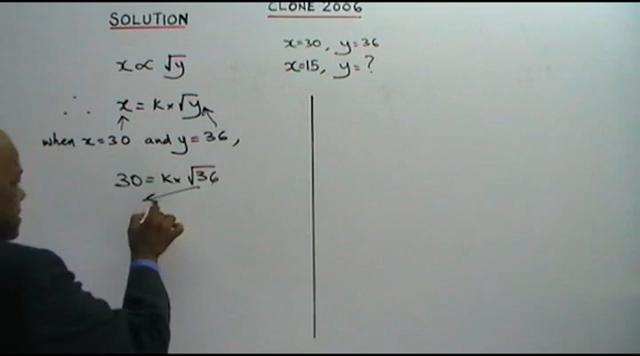 CLONE 2006
SOLUTION
x=30, y=36
x=15, y=?
x ∝ √y
∴ x = K × √y
when x=30 and y=36,
30 = K × √36